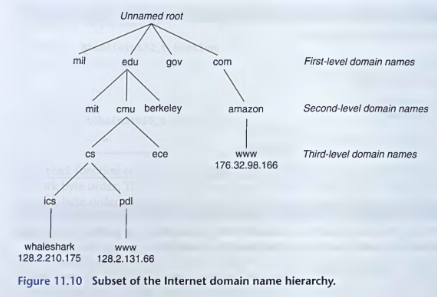 Unnamed root
mil edu gov com First-level domain names
mit cmu berkeley amazon Second-level domain names
cs ece www Third-level domain names
176.32.98.166
ics pdl
whaleshark www
128.2.210.175 128.2.131.66
Figure 11.10 Subset of the Internet domain name hierarchy.